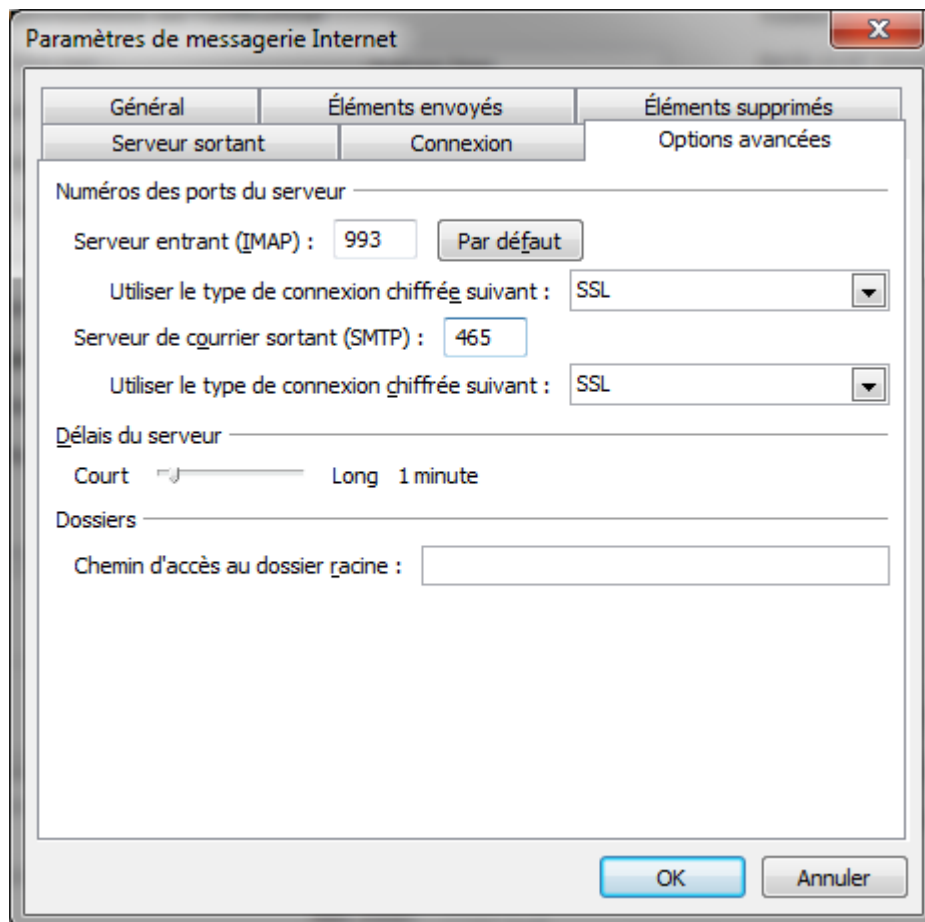 Paramètres de messagerie Internet
Général
Éléments envoyés
Éléments supprimés
Serveur sortant
Connexion
Options avancées
Numéros des ports du serveur
Serveur entrant (IMAP) : 993 Par défaut
Utiliser le type de connexion chiffrée suivant : SSL
Serveur de courrier sortant (SMTP) : 465
Utiliser le type de connexion chiffrée suivant : SSL
Délais du serveur
Court Long 1 minute
Dossiers
Chemin d'accès au dossier racine :
OK Annuler